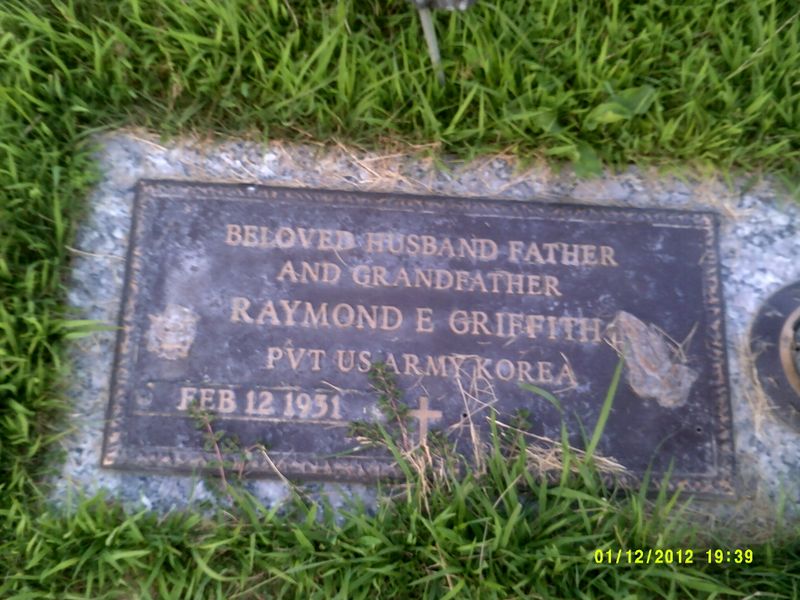 BELOVED HUSBAND FATHER
AND GRANDFATHER
RAYMOND E GRIFFITH
PVT US ARMY KOREA
FEB 12 1931
01/12/2012 19:39